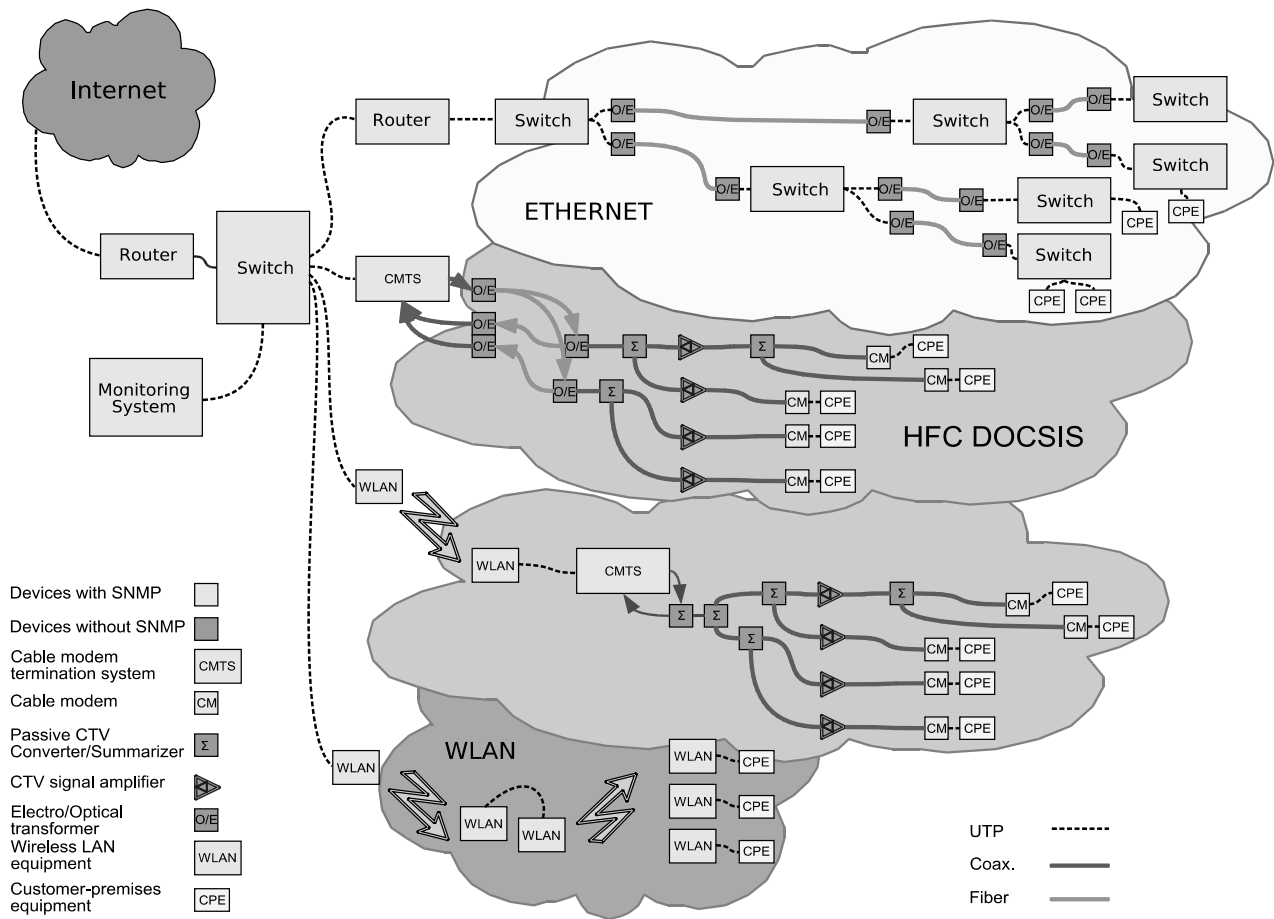 Internet
Router
Switch
O/E
O/E
O/E
Switch
O/E
O/E
Switch
O/E
O/E
Switch
CPE
ETHERNET
O/E
Switch
O/E
O/E
Switch
CPE
O/E
O/E
Switch
CPE
CPE
Router
Switch
Monitoring
System
CMTS
O/E
O/E
O/E
O/E
Σ
Σ
CM
CPE
CM
CPE
O/E
Σ
CM
CPE
CM
CPE
CM
CPE
HFC DOCSIS
WLAN
WLAN
CMTS
Σ
Σ
Σ
Σ
CM
CPE
CM
CPE
Σ
CM
CPE
CM
CPE
CM
CPE
WLAN
WLAN
WLAN
WLAN
WLAN
CPE
WLAN
CPE
WLAN
CPE
Devices with SNMP
Devices without SNMP
Cable modem
termination system
CMTS
Cable modem
CM
Passive CTV
Converter/Summarizer
Σ
CTV signal amplifier
Electro/Optical
transformer
O/E
Wireless LAN
equipment
WLAN
Customer-premises
equipment
CPE
UTP
Coax.
Fiber